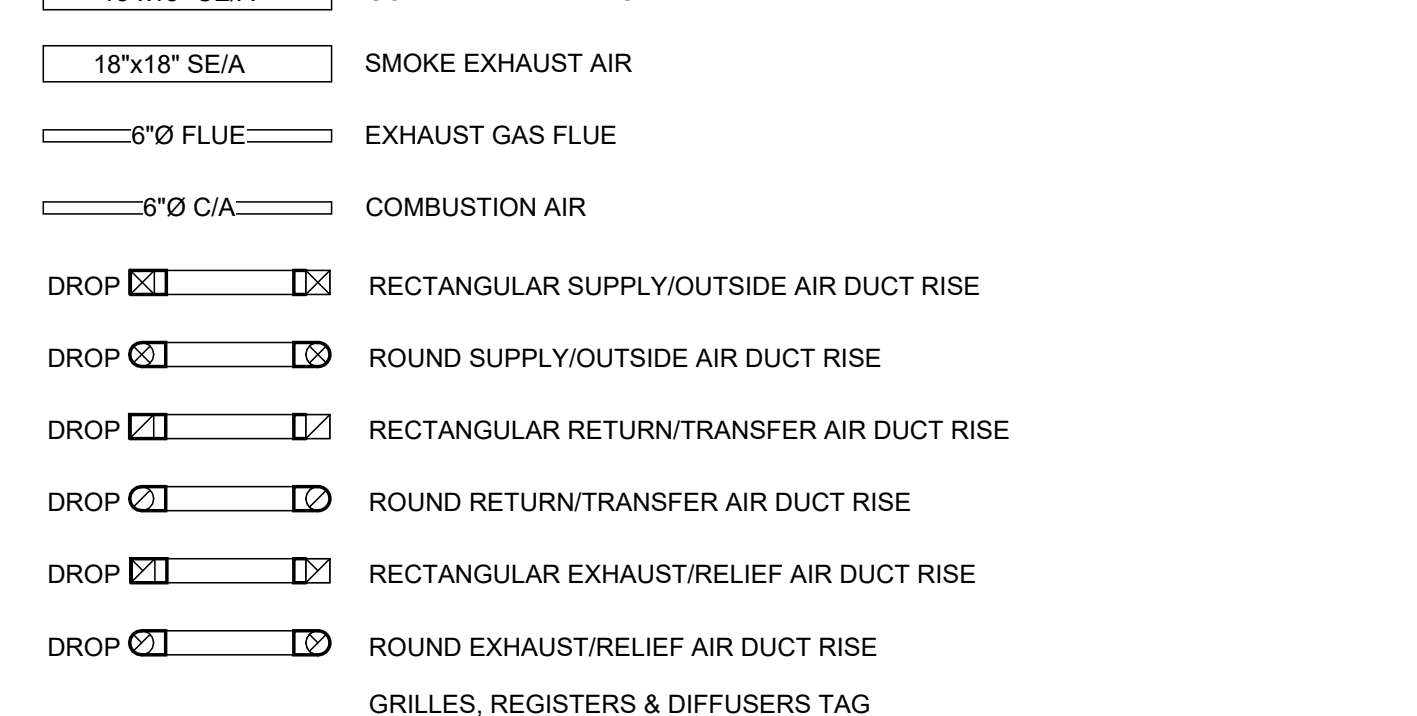 18"x18" SE/A SMOKE EXHAUST AIR
6"Ø FLUE EXHAUST GAS FLUE
6"Ø C/A COMBUSTION AIR
DROP RECTANGULAR SUPPLY/OUTSIDE AIR DUCT RISE
DROP ROUND SUPPLY/OUTSIDE AIR DUCT RISE
DROP RECTANGULAR RETURN/TRANSFER AIR DUCT RISE
DROP ROUND RETURN/TRANSFER AIR DUCT RISE
DROP RECTANGULAR EXHAUST/RELIEF AIR DUCT RISE
DROP ROUND EXHAUST/RELIEF AIR DUCT RISE
GRILLES, REGISTERS & DIFFUSERS TAG